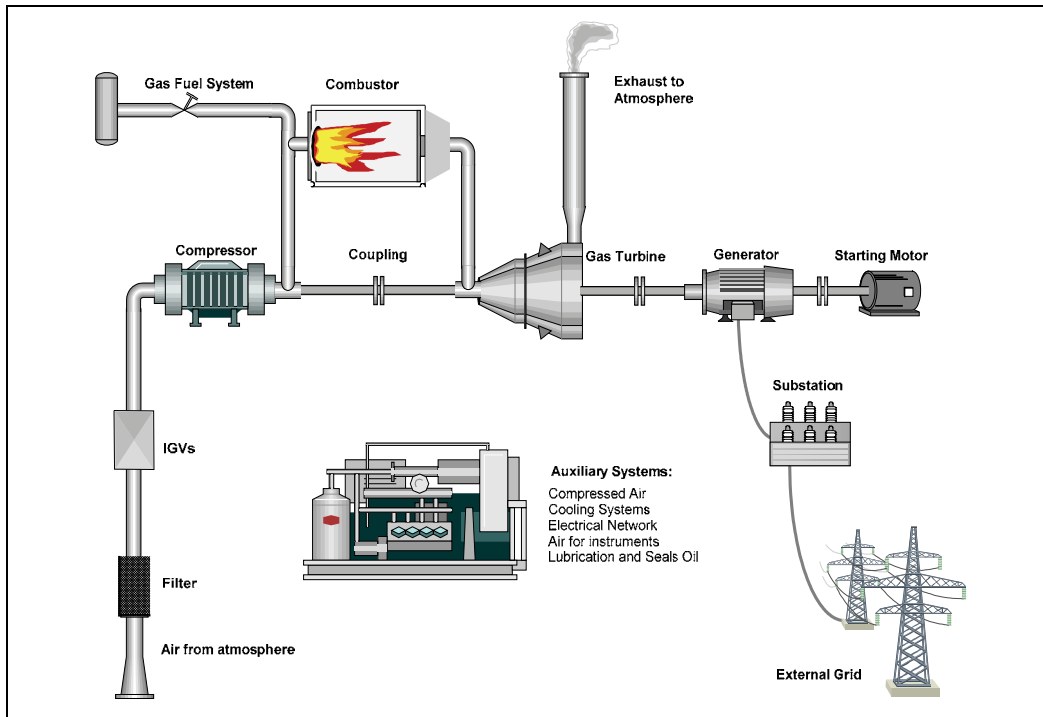 Gas Fuel System
Combustor
Exhaust to
Atmosphere
Compressor
Coupling
Gas Turbine
Generator
Starting Motor
Substation
IGVs
Auxiliary Systems:
Compressed Air
Cooling Systems
Electrical Network
Air for instruments
Lubrication and Seals Oil
Filter
Air from atmosphere
External Grid